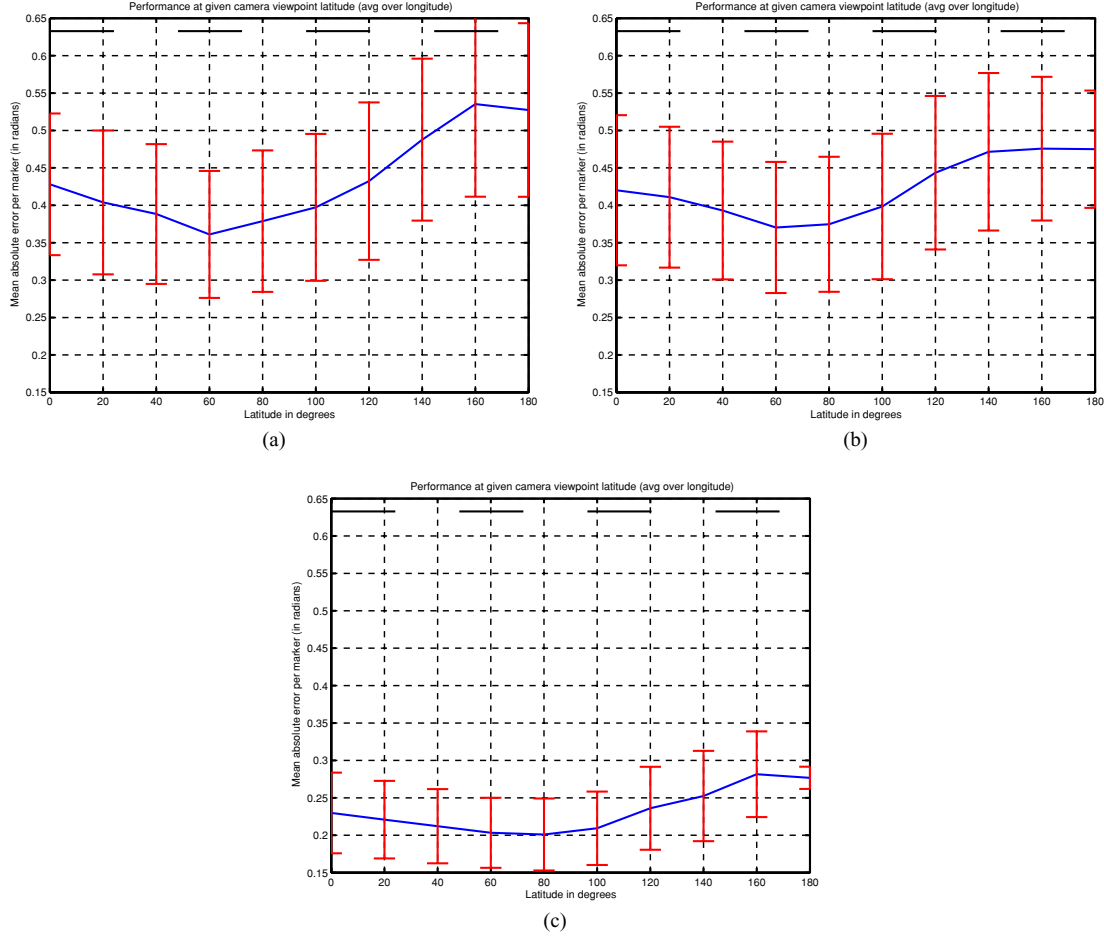 Performance at given camera viewpoint latitude (avg over longitude)
0.65
0.6
0.55
0.5
0.45
0.4
0.35
0.3
0.25
0.2
0.15
Mean absolute error per marker (in radians)
0 20 40 60 80 100 120 140 160 180
Latitude in degrees
(a)
Performance at given camera viewpoint latitude (avg over longitude)
0.65
0.6
0.55
0.5
0.45
0.4
0.35
0.3
0.25
0.2
0.15
Mean absolute error per marker (in radians)
0 20 40 60 80 100 120 140 160 180
Latitude in degrees
(b)
Performance at given camera viewpoint latitude (avg over longitude)
0.65
0.6
0.55
0.5
0.45
0.4
0.35
0.3
0.25
0.2
0.15
Mean absolute error per marker (in radians)
0 20 40 60 80 100 120 140 160 180
Latitude in degrees
(c)